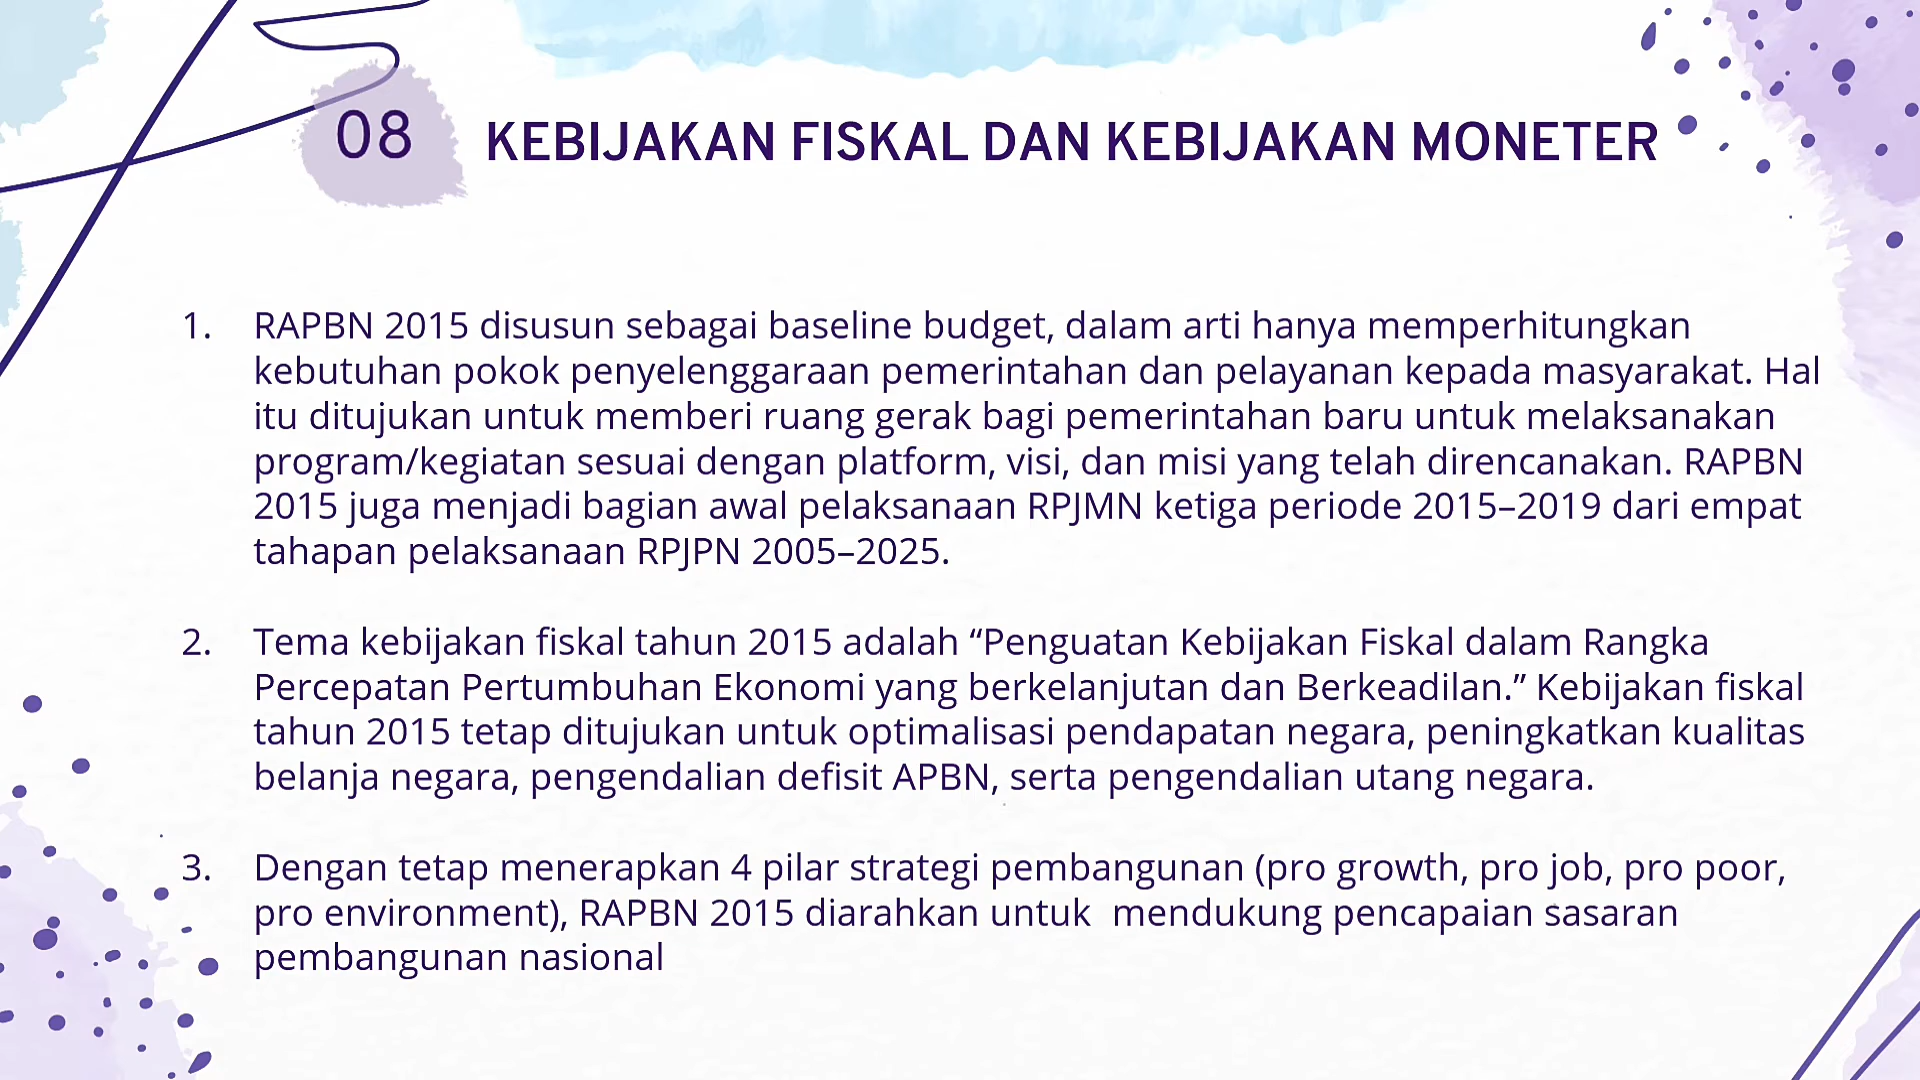 08
KEBIJAKAN FISKAL DAN KEBIJAKAN MONETER
1. RAPBN 2015 disusun sebagai baseline budget, dalam arti hanya memperhitungkan
kebutuhan pokok penyelenggaraan pemerintahan dan pelayanan kepada masyarakat. Hal
itu ditujukan untuk memberi ruang gerak bagi pemerintahan baru untuk melaksanakan
program/kegiatan sesuai dengan platform, visi, dan misi yang telah direncanakan. RAPBN
2015 juga menjadi bagian awal pelaksanaan RPJMN ketiga periode 2015–2019 dari empat
tahapan pelaksanaan RPJPN 2005–2025.
2. Tema kebijakan fiskal tahun 2015 adalah “Penguatan Kebijakan Fiskal dalam Rangka
Percepatan Pertumbuhan Ekonomi yang berkelanjutan dan Berkeadilan.” Kebijakan fiskal
tahun 2015 tetap ditujukan untuk optimalisasi pendapatan negara, peningkatkan kualitas
belanja negara, pengendalian defisit APBN, serta pengendalian utang negara.
3. Dengan tetap menerapkan 4 pilar strategi pembangunan (pro growth, pro job, pro poor,
pro environment), RAPBN 2015 diarahkan untuk  mendukung pencapaian sasaran
pembangunan nasional